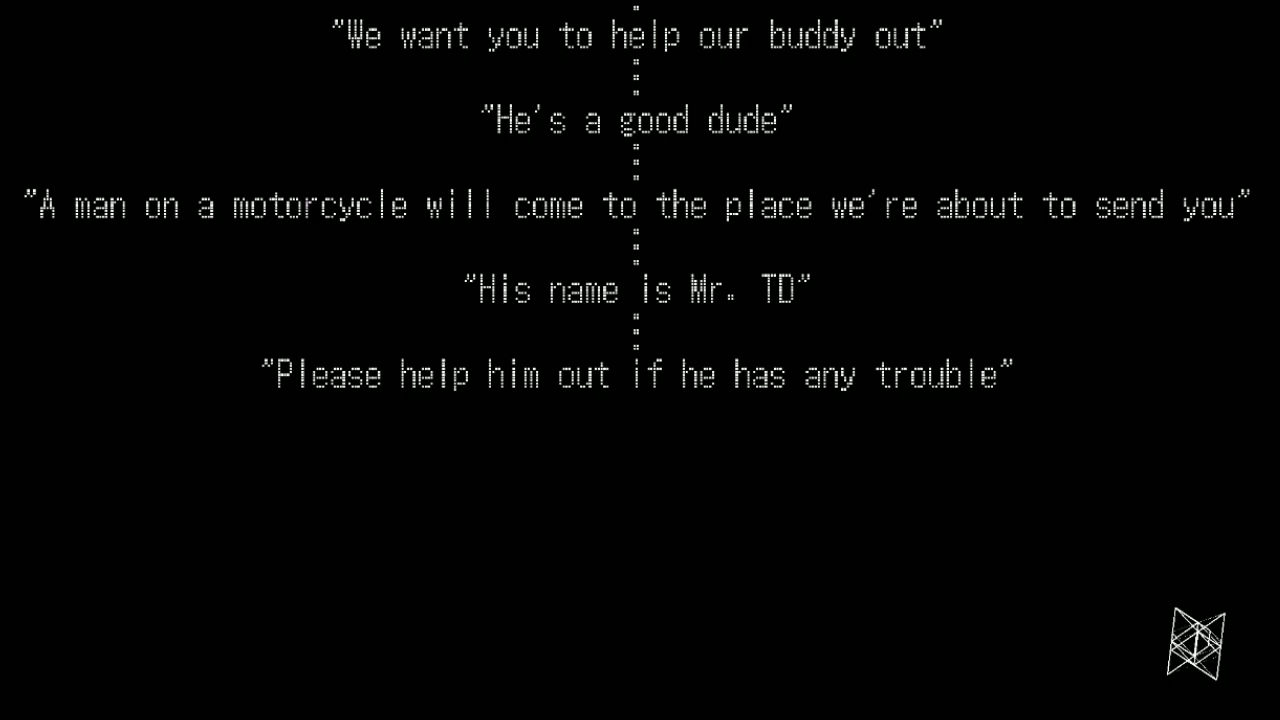 "We want you to help our buddy out"
"He's a good dude"
"A man on a motorcycle will come to the place we're about to send you"
"His name is Mr. TD"
"Please help him out if he has any trouble"